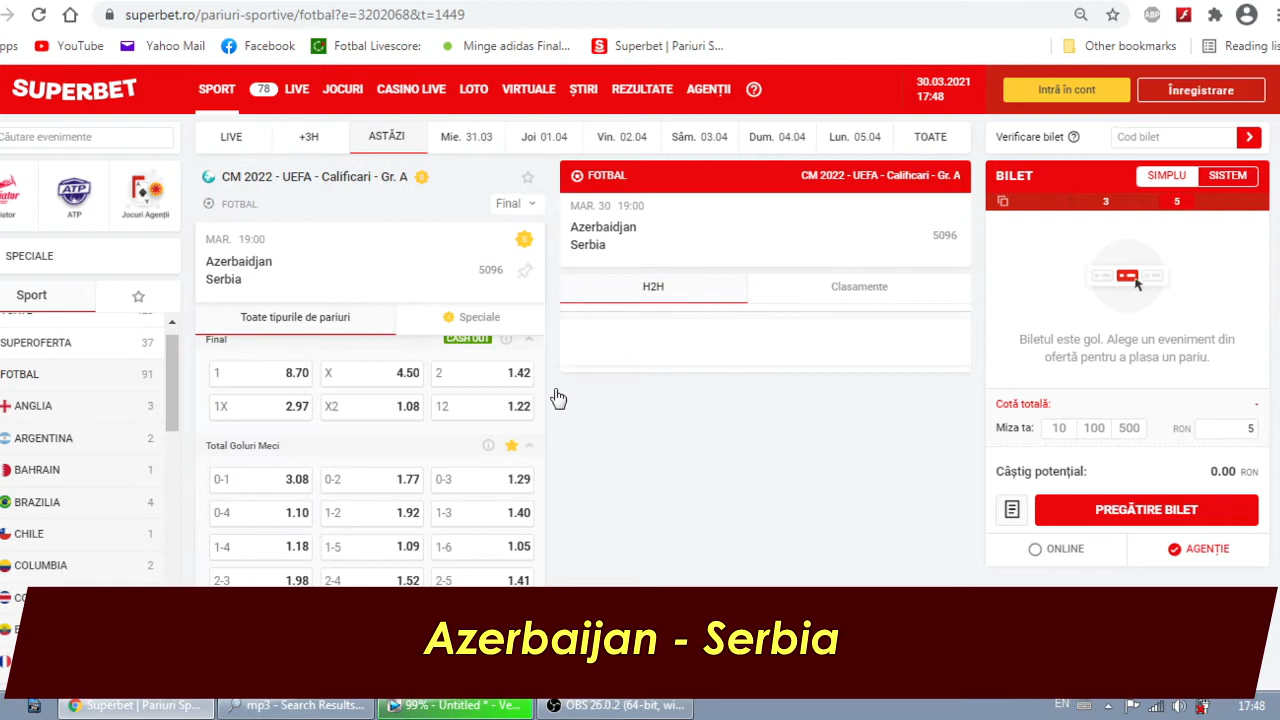 superbet.ro/pariuri-sportive/fotbal?e=3202068&t=1449
ABP
pps YouTube Yahoo Mail Facebook Fotbal Livescore: Minge adidas Final... Superbet | Pariuri S... Other bookmarks Reading list
SUPERBET SPORT 78 LIVE JOCURI CASINO LIVE LOTO VIRTUALE ȘTIRI REZULTATE AGENȚII
30.03.2021
17:48
Intră în cont Înregistrare
Căutare evenimente
LIVE +3H ASTĂZI Mie. 31.03 Joi 01.04 Vin. 02.04 Sâm. 03.04 Dum. 04.04 Lun. 05.04 TOATE
Verificare bilet Cod bilet
viator
ATP
ATP
Jocuri Agenții
SPECIALE
Sport
SUPEROFERTA 37
FOTBAL 91
ANGLIA 3
ARGENTINA 2
BAHRAIN 1
BRAZILIA 4
CHILE 1
COLUMBIA 2
CM 2022 - UEFA - Calificari - Gr. A
FOTBAL Final
MAR. 19:00
Azerbaidjan
Serbia
5096
Toate tipurile de pariuri Speciale
Final CASH OUT
1 8.70 X 4.50 2 1.42
1X 2.97 X2 1.08 12 1.22
Total Goluri Meci
0-1 3.08 0-2 1.77 0-3 1.29
0-4 1.10 1-2 1.92 1-3 1.40
1-4 1.18 1-5 1.09 1-6 1.05
2-3 1.98 2-4 1.52 2-5 1.41
FOTBAL CM 2022 - UEFA - Calificari - Gr. A
MAR. 30 19:00
Azerbaidjan
Serbia
5096
H2H Clasamente
BILET SIMPLU SISTEM
3 5
Biletul este gol. Alege un eveniment din
ofertă pentru a plasa un pariu.
Cotă totală: -
Miza ta: 10 100 500 RON 5
Câștig potențial: 0.00 RON
PREGĂTIRE BILET
ONLINE AGENȚIE
Azerbaijan - Serbia
Superbet | Pariuri Sp... mp3 - Search Results... 99% - Untitled * - Ve... OBS 26.0.2 (64-bit, wi... EN 17:48